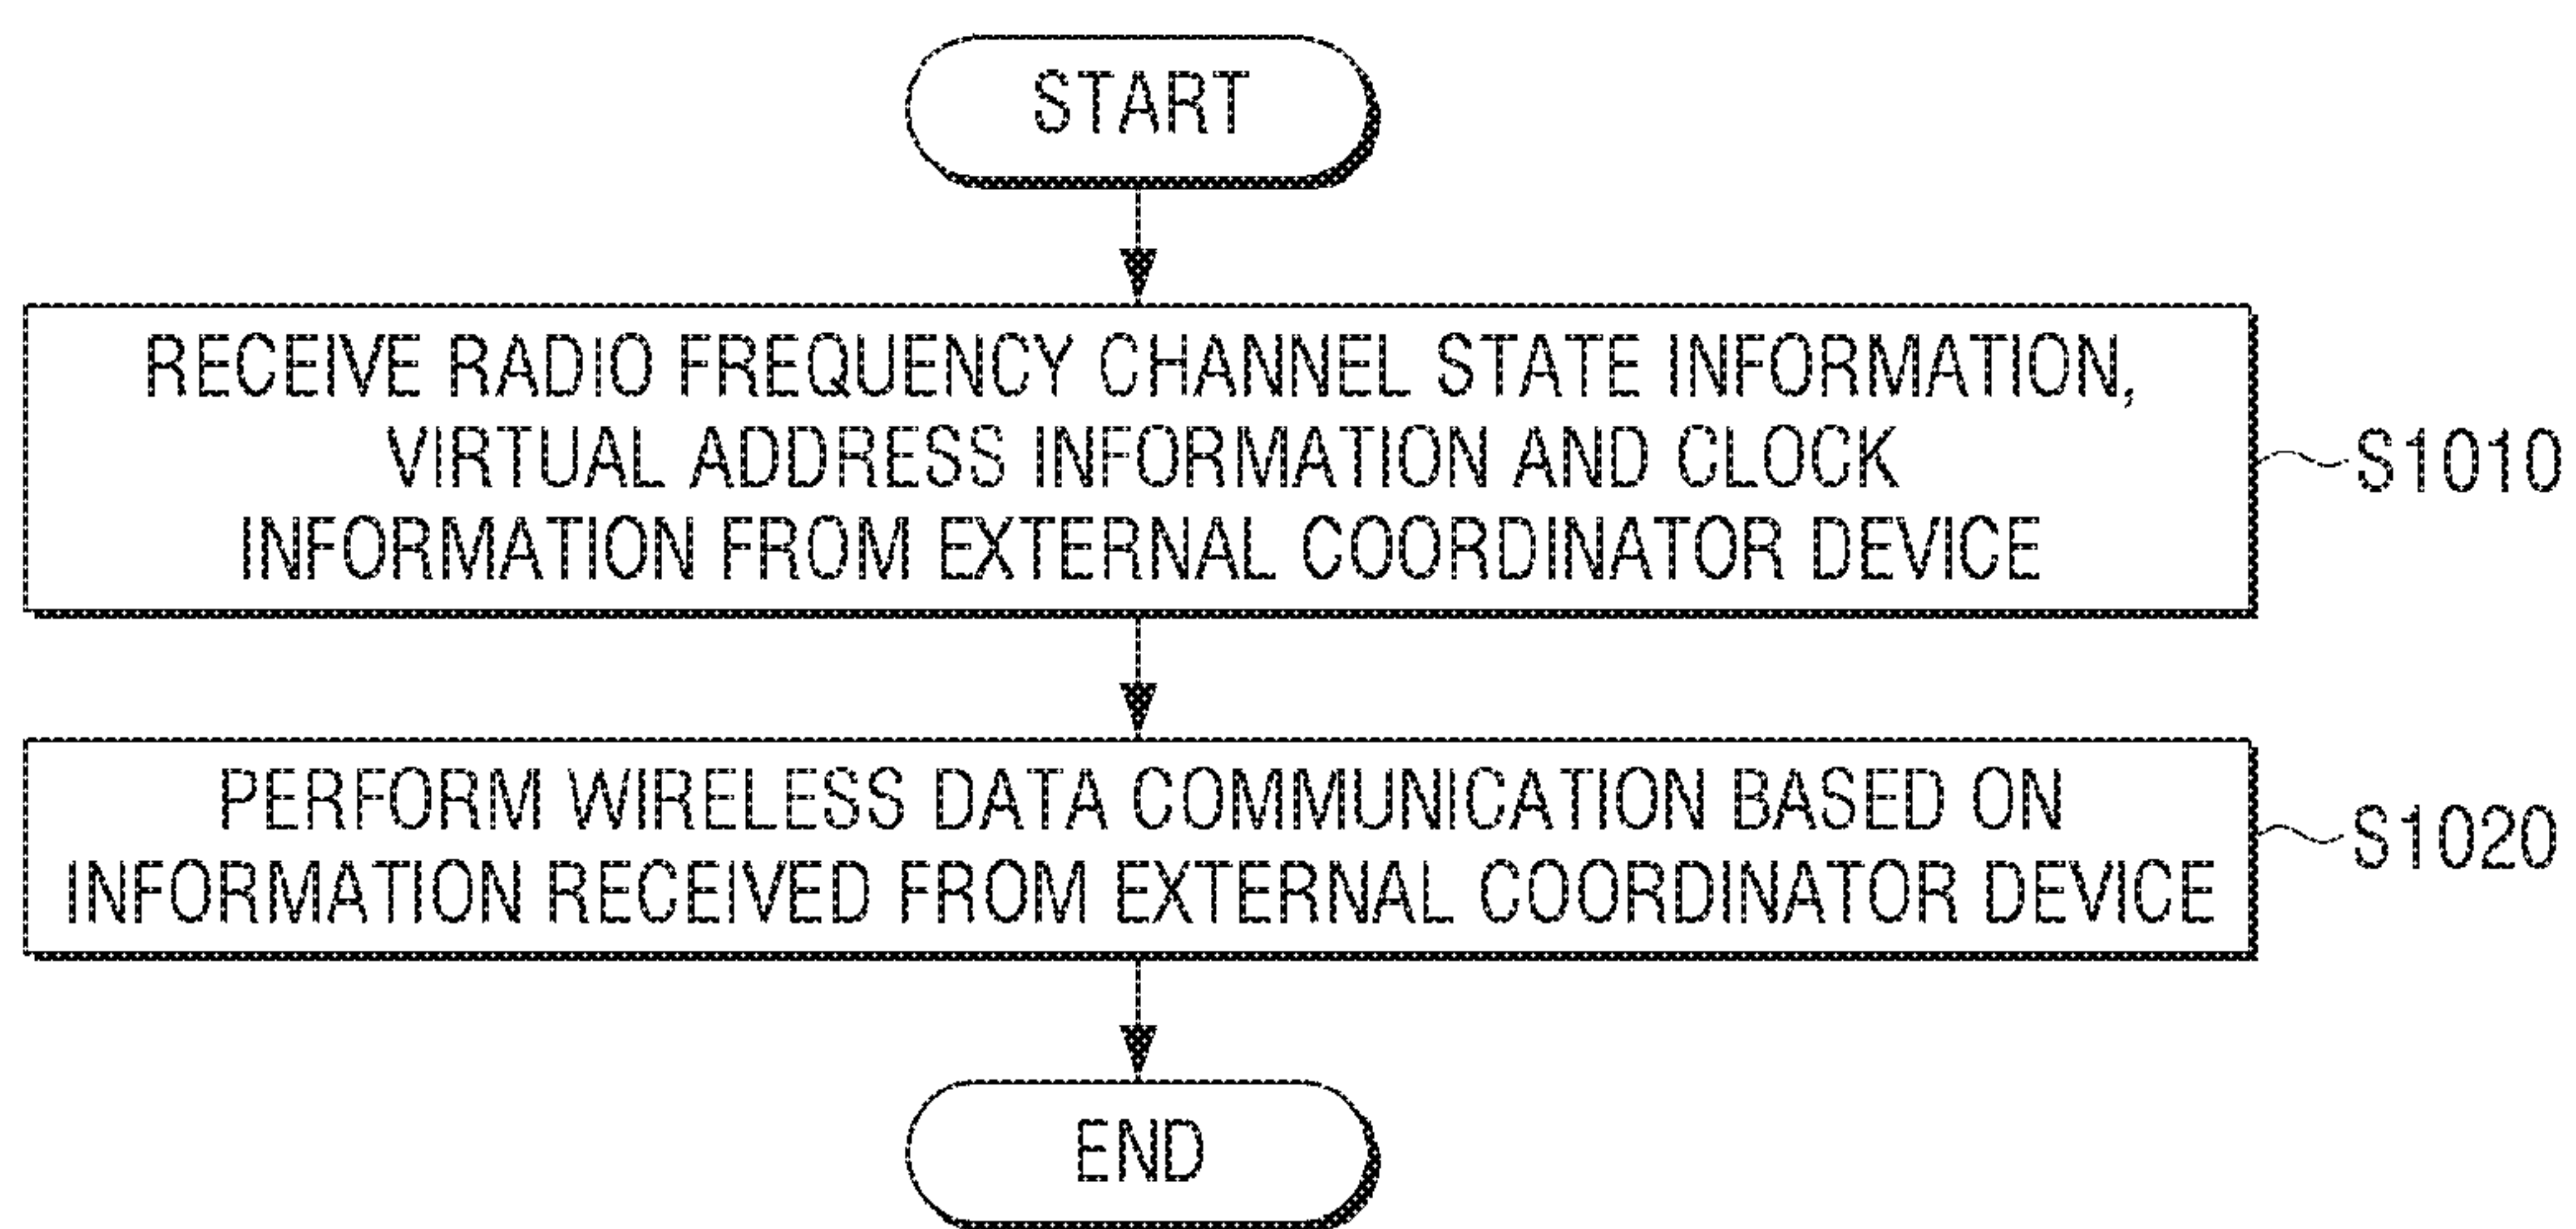 START
RECEIVE RADIO FREQUENCY CHANNEL STATE INFORMATION,
VIRTUAL ADDRESS INFORMATION AND CLOCK
INFORMATION FROM EXTERNAL COORDINATOR DEVICE
S1010
PERFORM WIRELESS DATA COMMUNICATION BASED ON
INFORMATION RECEIVED FROM EXTERNAL COORDINATOR DEVICE
S1020
END